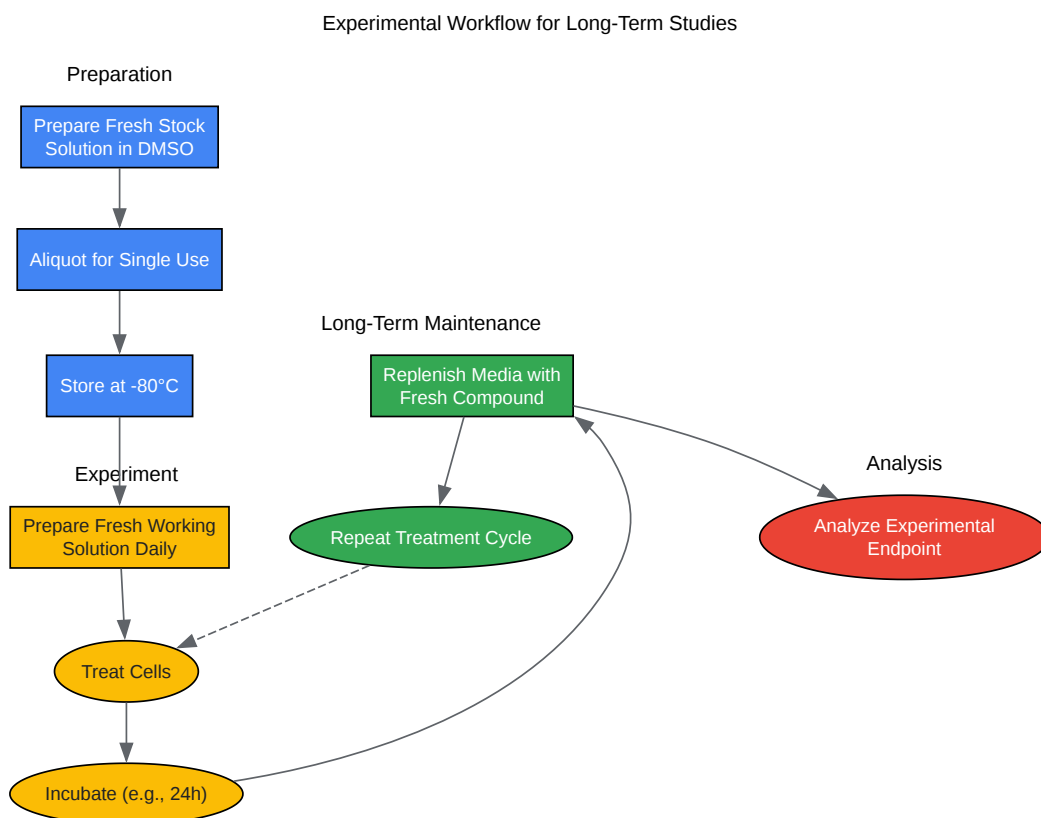 Experimental Workflow for Long-Term Studies
Preparation
Prepare Fresh Stock
Solution in DMSO
Aliquot for Single Use
Store at -80°C
Experiment
Prepare Fresh Working
Solution Daily
Treat Cells
Incubate (e.g., 24h)
Long-Term Maintenance
Replenish Media with
Fresh Compound
Repeat Treatment Cycle
Analysis
Analyze Experimental
Endpoint